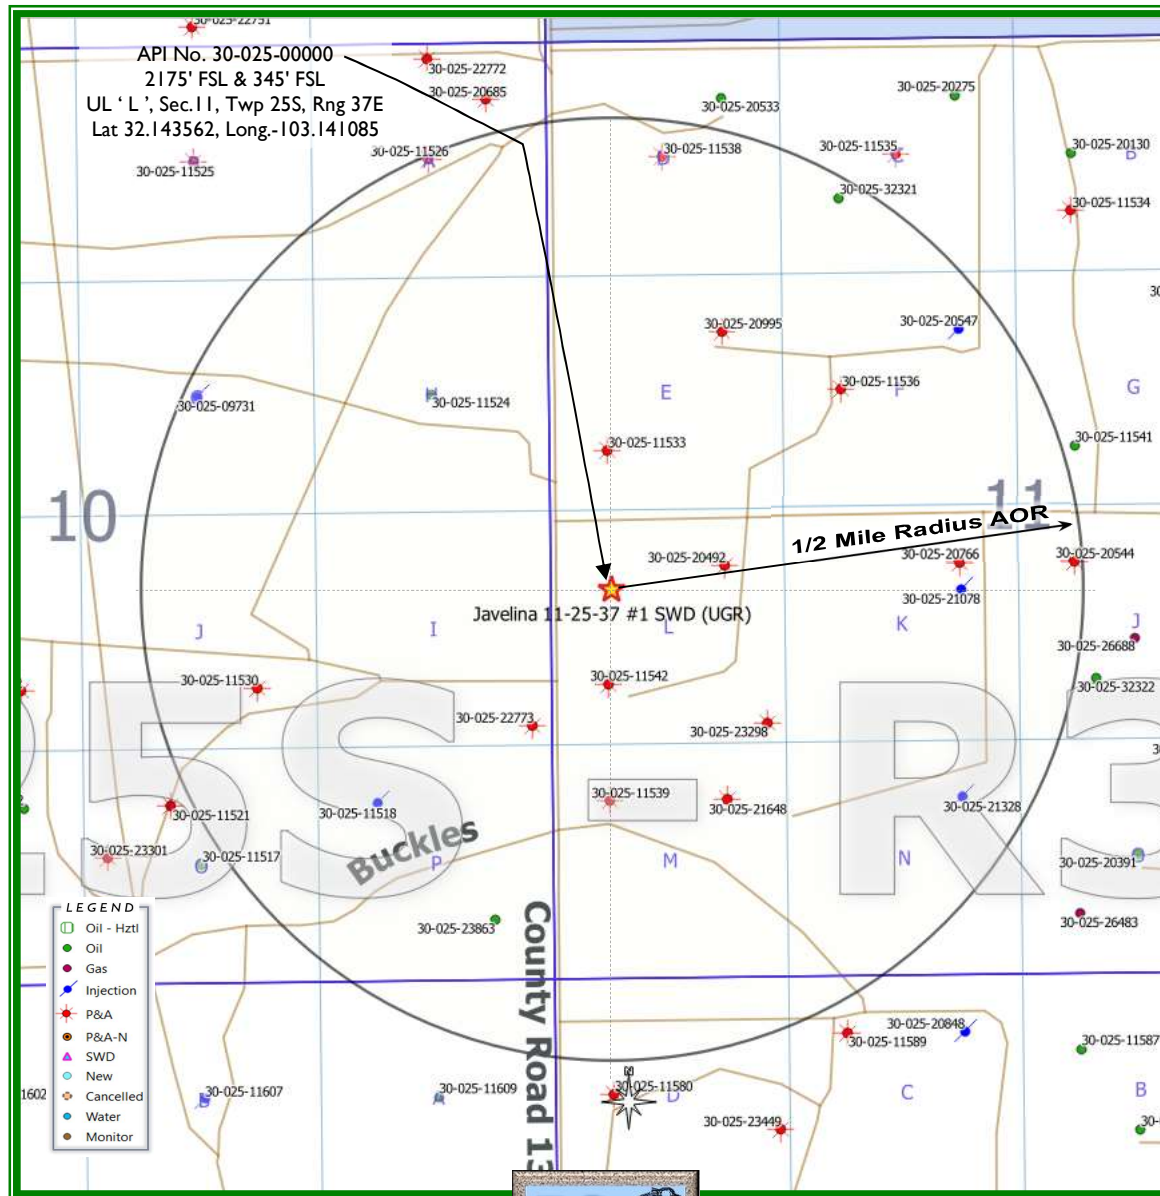 30-025-22751
API No. 30-025-00000
2175' FSL & 345' FSL
UL ‘ L ’, Sec.11, Twp 25S, Rng 37E
Lat 32.143562, Long.-103.141085
30-025-22772
30-025-20685
30-025-20533
30-025-20275
30-025-11525
30-025-11526
A
30-025-11538
D
30-025-11535
C
30-025-20130
B
30-025-32321
30-025-11534
30-025-20995
30-025-20547
30-025-09731
H
30-025-11524
E
30-025-11536
F
G
30-025-11533
30-025-11541
10
11
1/2 Mile Radius AOR
30-025-20492
30-025-20766
30-025-20544
30-025-21078
Javelina 11-25-37 #1 SWD (UGR)
J
I
L
K
J
30-025-26688
30-025-11530
30-025-11542
30-025-32322
30-025-22773
30-025-23298
25S
R3
30-025-11521
30-025-11518
30-025-11539
30-025-21648
30-025-21328
Buckles
30-025-23301
30-025-11517
O
P
M
N
30-025-20391
O
30-025-23863
30-025-26483
County Road 13
LEGEND
Oil - Hztl
Oil
Gas
Injection
P&A
P&A-N
SWD
New
Cancelled
Water
Monitor
30-025-20848
30-025-11589
30-025-11587
1602
30-025-11607
B
30-025-11609
A
N
30-025-11580
D
C
B
30-025-23449
30-